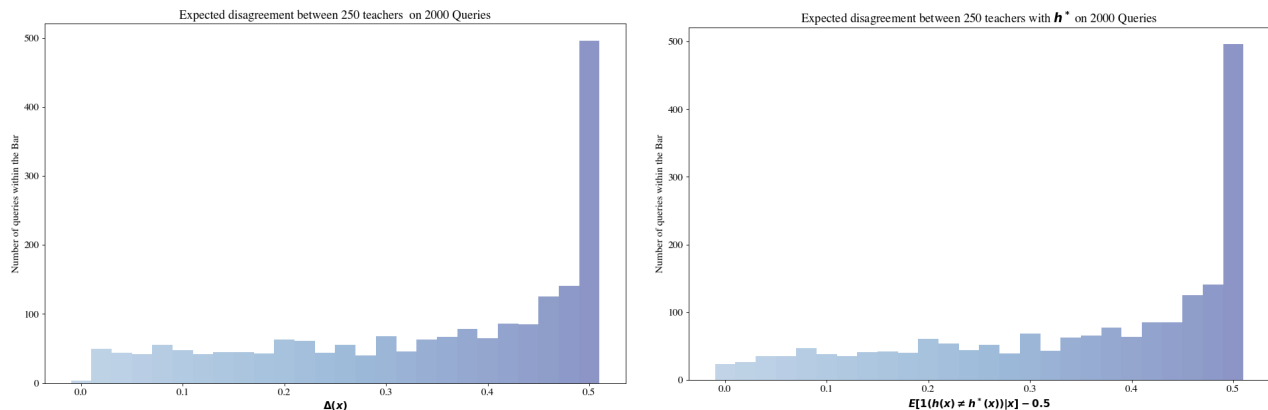 Expected disagreement between 250 teachers on 2000 Queries
Number of queries within the Bar
500
400
300
200
100
0
0.0 0.1 0.2 0.3 0.4 0.5
Δ(x)
Expected disagreement between 250 teachers with h* on 2000 Queries
Number of queries within the Bar
500
400
300
200
100
0
0.0 0.1 0.2 0.3 0.4 0.5
E[1(h(x) ≠ h*(x))|x] − 0.5